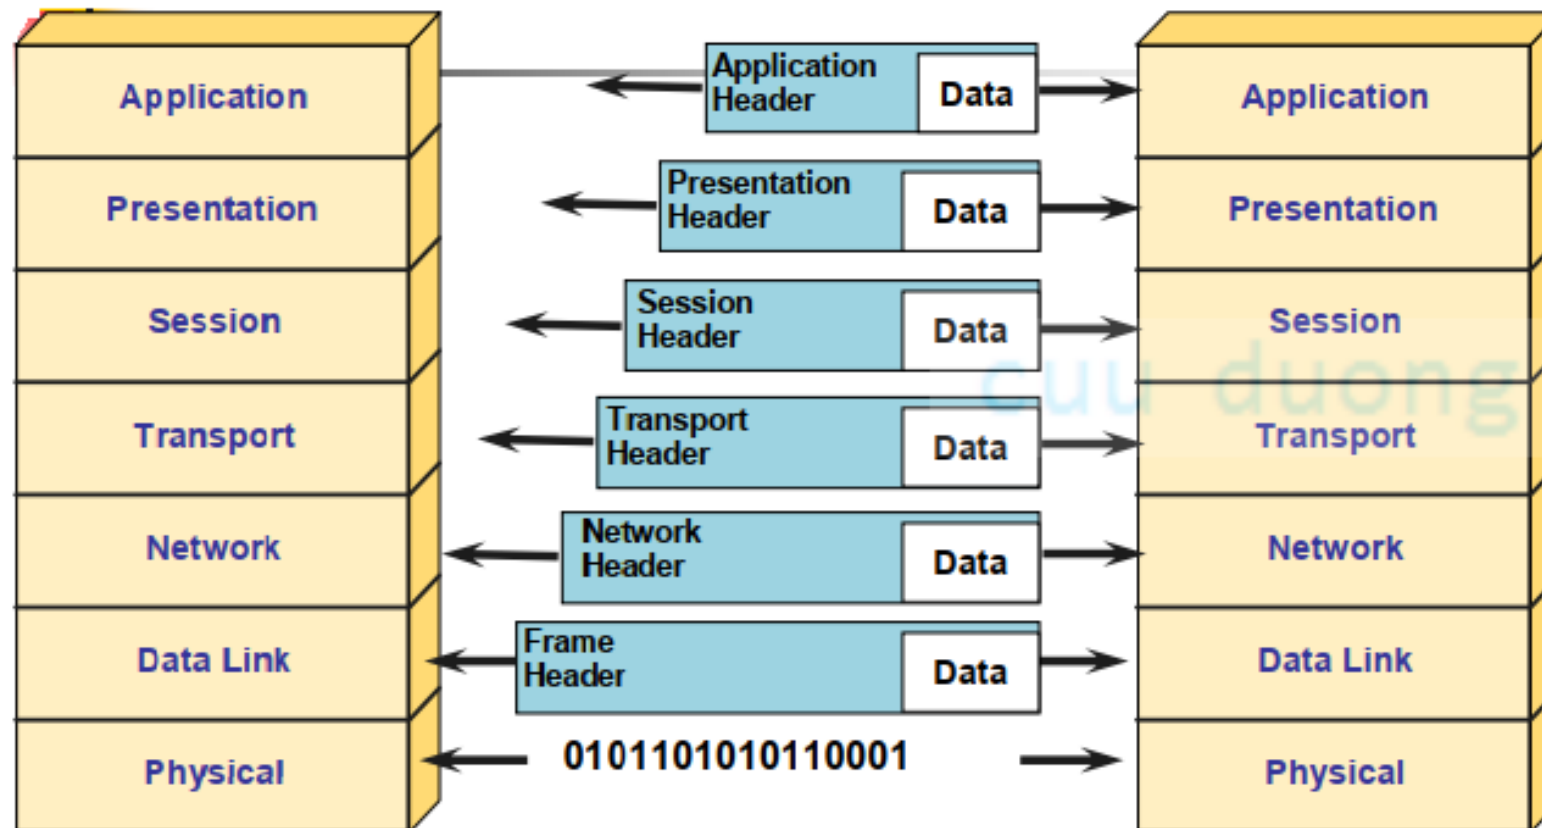 Application
Application
Header
Data
Application
Presentation
Presentation
Header
Data
Presentation
Session
Session
Header
Data
Session
cuu duong
Transport
Transport
Header
Data
Transport
Network
Network
Header
Data
Network
Data Link
Frame
Header
Data
Data Link
Physical
0101101010110001
Physical